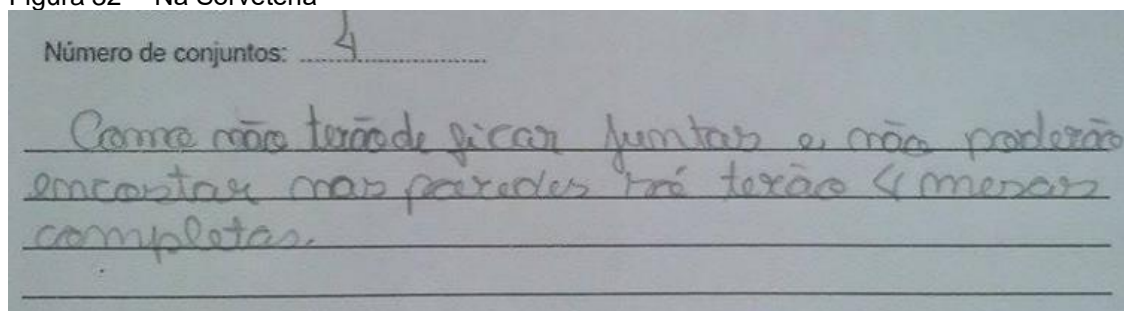 Figura 32 – Na Sorveteria
Número de conjuntos: 4
Como não terão de ficar juntas e não poderão
encostar nas paredes só terão 4 mesas
completas.